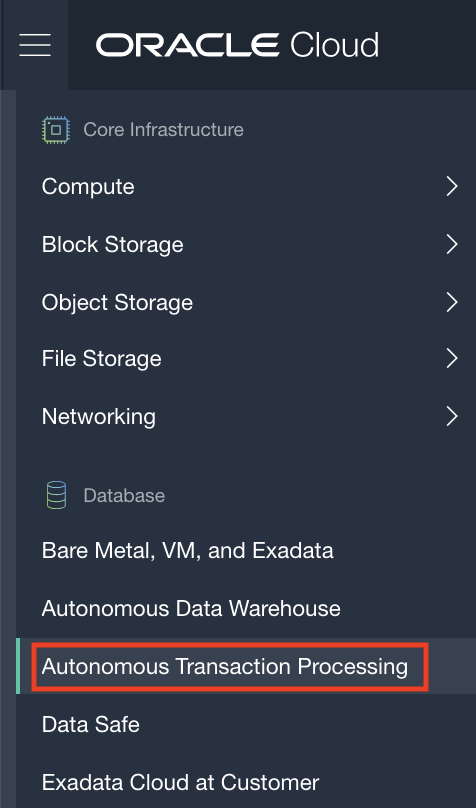 ORACLE Cloud
Core Infrastructure
Compute
Block Storage
Object Storage
File Storage
Networking
Database
Bare Metal, VM, and Exadata
Autonomous Data Warehouse
Autonomous Transaction Processing
Data Safe
Exadata Cloud at Customer